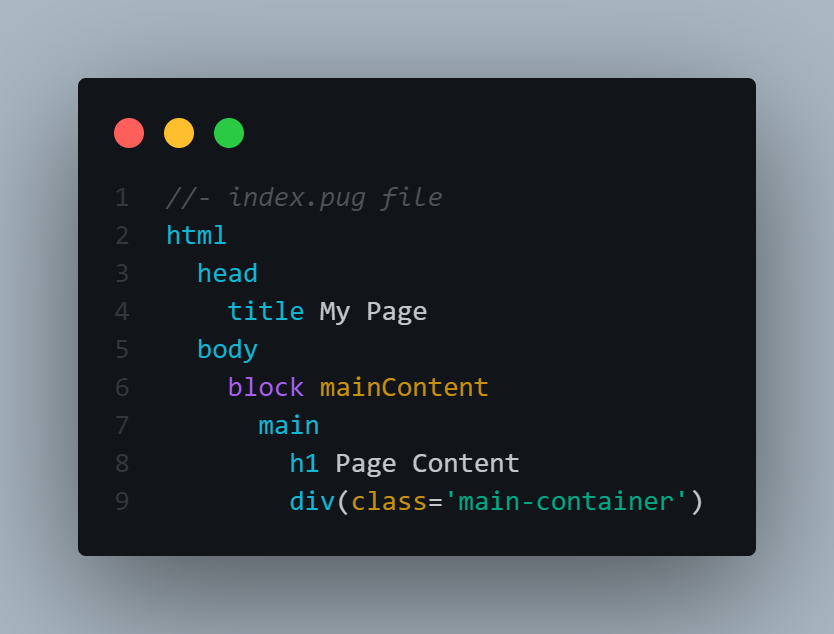 1 //- index.pug file
2 html
3   head
4     title My Page
5   body
6     block mainContent
7       main
8         h1 Page Content
9         div(class='main-container')